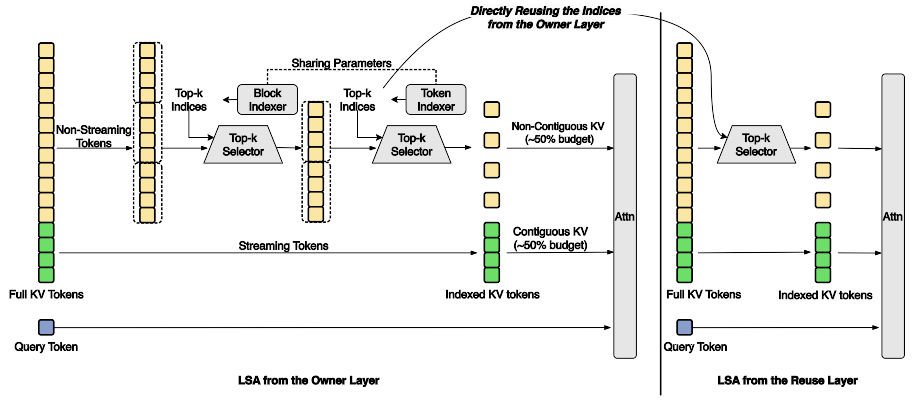 Directly Reusing the Indices
from the Owner Layer
Sharing Parameters
Top-k
Indices
Block
Indexer
Top-k
Indices
Token
Indexer
Non-Streaming
Tokens
Top-k
Selector
Top-k
Selector
Non-Contiguous KV
(~50% budget)
Top-k
Selector
Attn
Attn
Streaming Tokens
Contiguous KV
(~50% budget)
Full KV Tokens
Indexed KV tokens
Full KV Tokens
Indexed KV tokens
Query Token
Query Token
LSA from the Owner Layer
LSA from the Reuse Layer